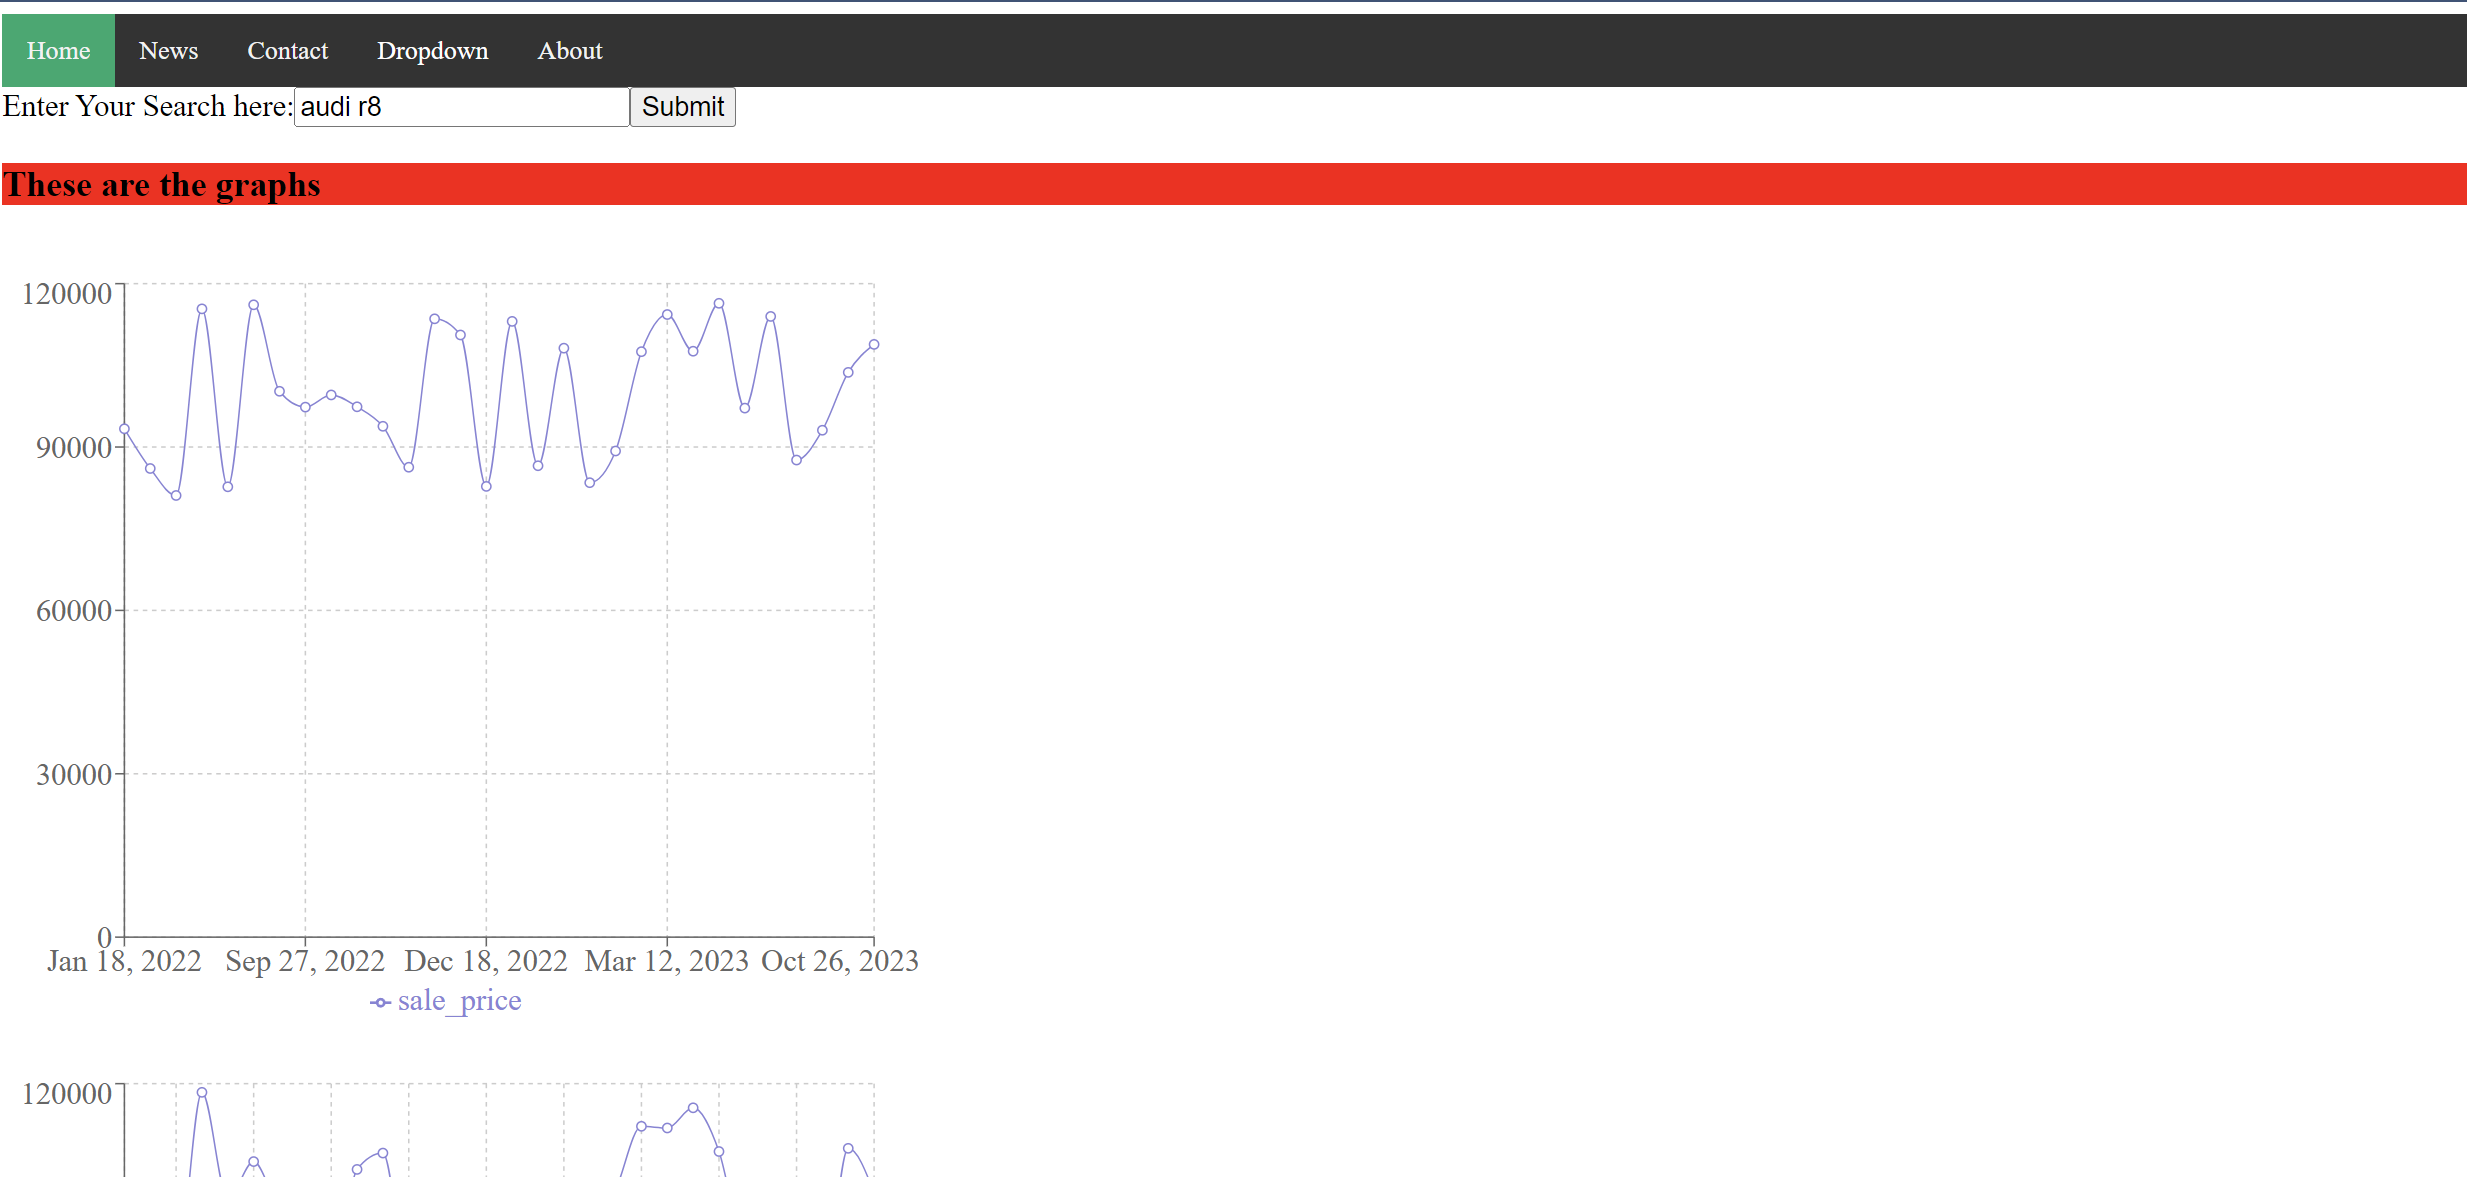 Home News Contact Dropdown About
Enter Your Search here: audi r8 Submit
These are the graphs
120000
90000
60000
30000
0
Jan 18, 2022 Sep 27, 2022 Dec 18, 2022 Mar 12, 2023 Oct 26, 2023
sale_price
120000